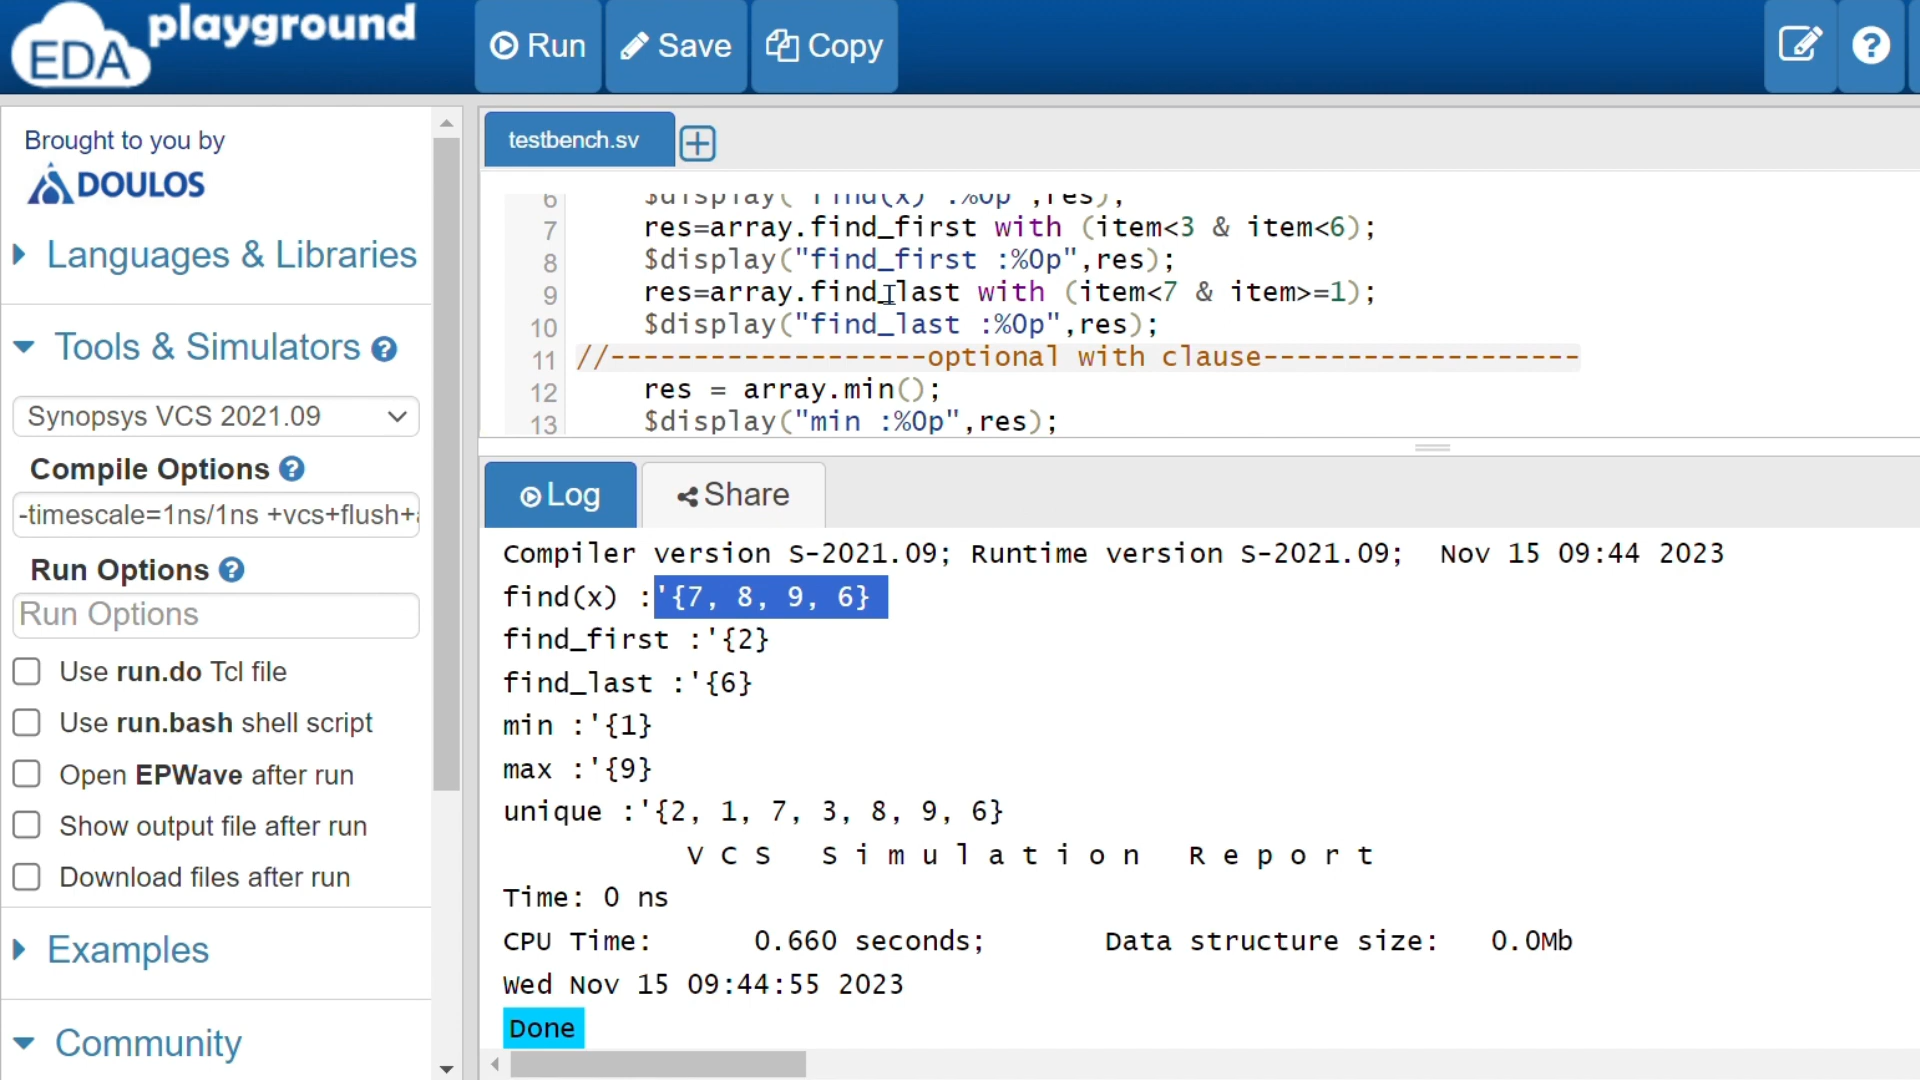 EDA playground
Run
Save
Copy
Brought to you by
DOULOS
Languages & Libraries
Tools & Simulators
Synopsys VCS 2021.09
Compile Options
-timescale=1ns/1ns +vcs+flush+
Run Options
Run Options
Use run.do Tcl file
Use run.bash shell script
Open EPWave after run
Show output file after run
Download files after run
Examples
Community
testbench.sv
6 $display("find(x) :%0p",res);
7 res=array.find_first with (item<3 & item<6);
8 $display("find_first :%0p",res);
9 res=array.find_last with (item<7 & item>=1);
10 $display("find_last :%0p",res);
11 //-------------------optional with clause-------------------
12 res = array.min();
13 $display("min :%0p",res);
Log
Share
Compiler version S-2021.09; Runtime version S-2021.09;  Nov 15 09:44 2023
find(x) :'{7, 8, 9, 6}
find_first :'{2}
find_last :'{6}
min :'{1}
max :'{9}
unique :'{2, 1, 7, 3, 8, 9, 6}
V C S   S i m u l a t i o n   R e p o r t
Time: 0 ns
CPU Time:      0.660 seconds;       Data structure size:   0.0Mb
Wed Nov 15 09:44:55 2023
Done